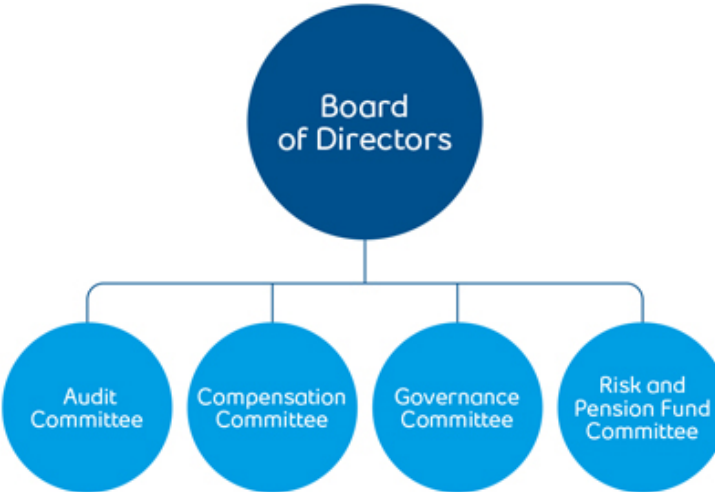 Board
of Directors
Audit
Committee
Compensation
Committee
Governance
Committee
Risk and
Pension Fund
Committee